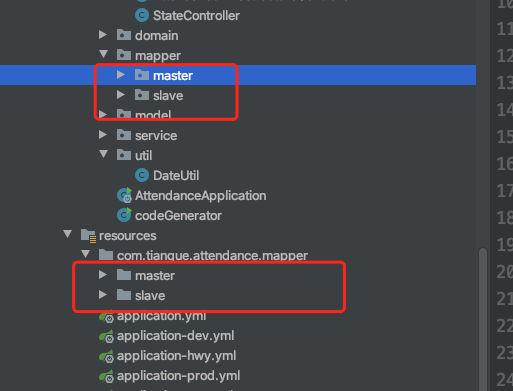 StateController
domain
mapper
master
slave
model
service
util
DateUtil
AttendanceApplication
codeGenerator
resources
com.tianque.attendance.mapper
master
slave
application.yml
application-dev.yml
application-hwy.yml
application-prod.yml
11
12
13
14
15
16
17
18
19
20
21
22
23
24